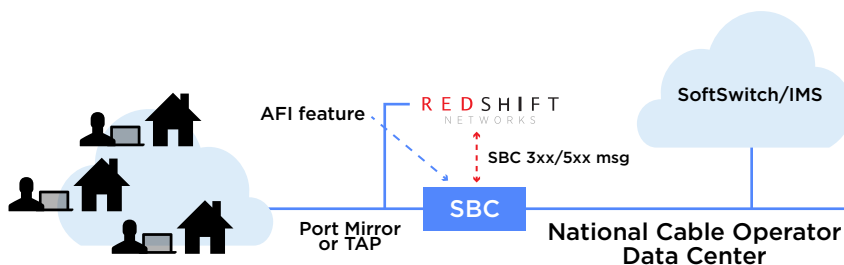 SoftSwitch/IMS
AFI feature
REDSHIFT
NETWORKS
SBC 3xx/5xx msg
SBC
Port Mirror
or TAP
National Cable Operator
Data Center